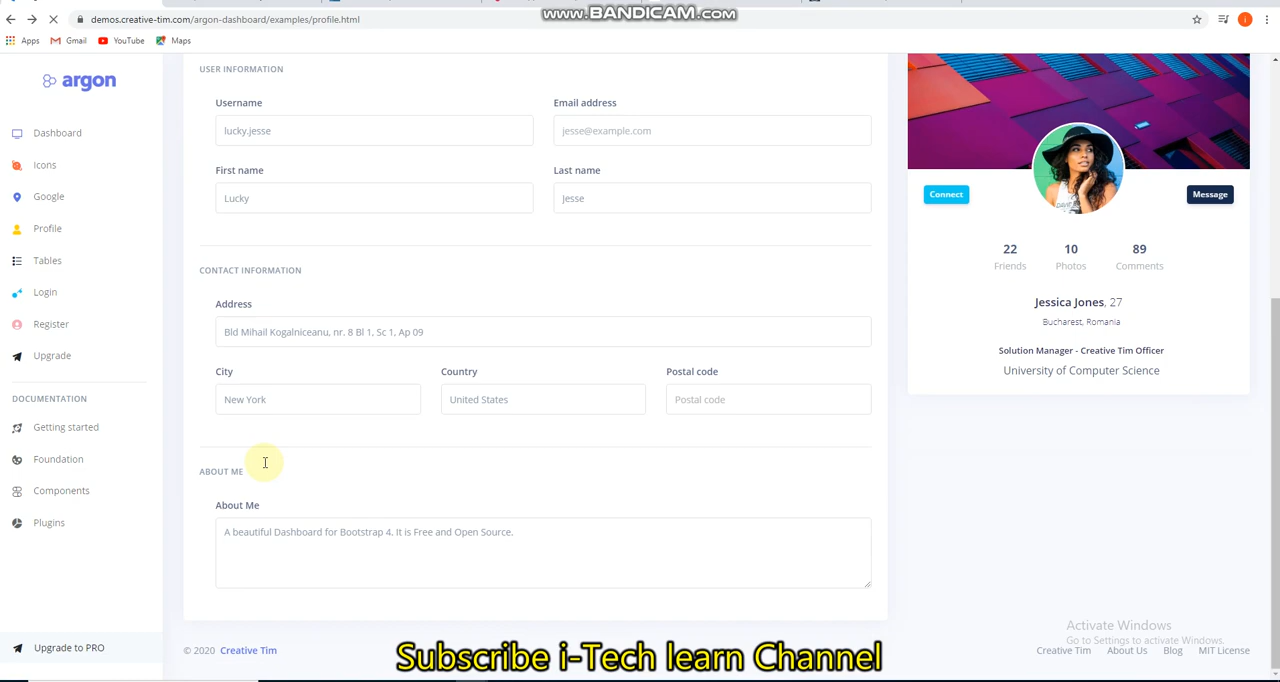 www.BANDICAM.com
demos.creative-tim.com/argon-dashboard/examples/profile.html
Apps
Gmail
YouTube
Maps
argon
Dashboard
Icons
Google
Profile
Tables
Login
Register
Upgrade
DOCUMENTATION
Getting started
Foundation
Components
Plugins
Upgrade to PRO
USER INFORMATION
Username
Email address
lucky.jesse
jesse@example.com
First name
Last name
Lucky
Jesse
CONTACT INFORMATION
Address
Bld Mihail Kogalniceanu, nr. 8 Bl 1, Sc 1, Ap 09
City
Country
Postal code
New York
United States
Postal code
ABOUT ME
About Me
A beautiful Dashboard for Bootstrap 4. It is Free and Open Source.
Connect
Message
22
10
89
Friends
Photos
Comments
Jessica Jones, 27
Bucharest, Romania
Solution Manager - Creative Tim Officer
University of Computer Science
Activate Windows
Go to Settings to activate Windows.
© 2020 Creative Tim
Creative Tim
About Us
Blog
MIT License
Subscribe i-Tech learn Channel